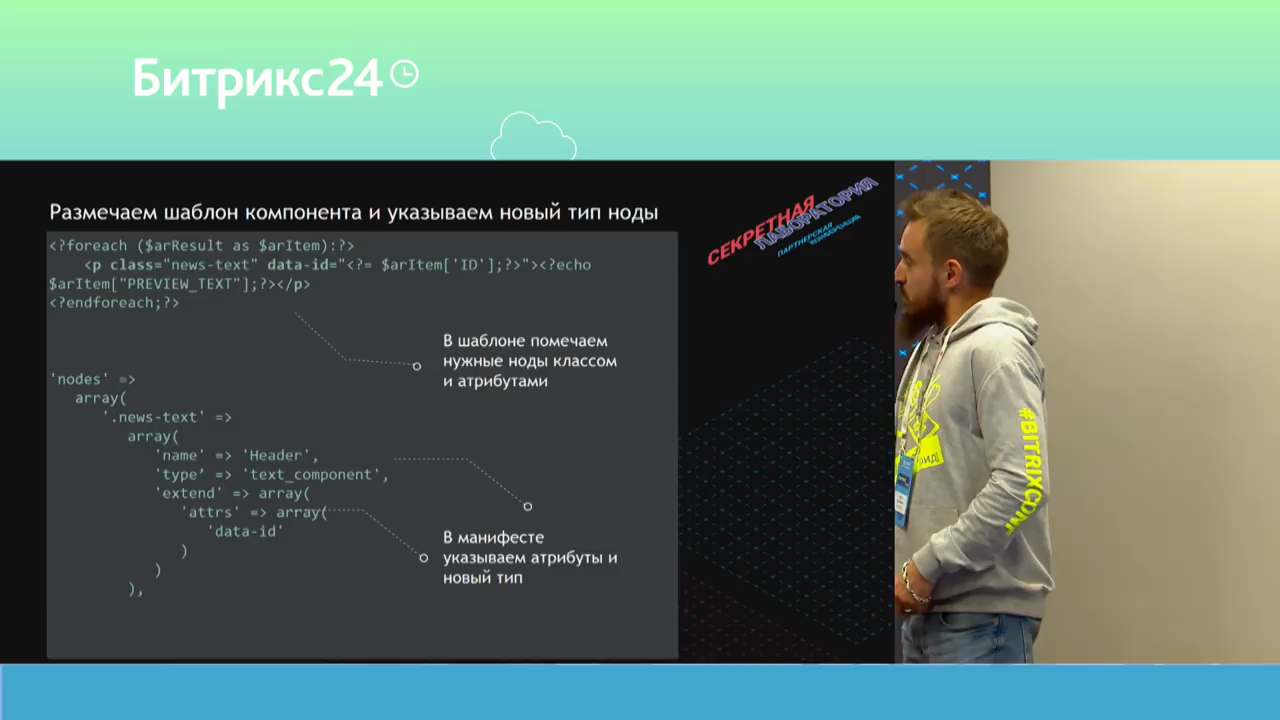 Битрикс24
Размечаем шаблон компонента и указываем новый тип ноды
СЕКРЕТНАЯ
ЛАБОРАТОРИЯ
ПАРТНЕРСКАЯ
<?foreach ($arResult as $arItem):?>
<p class="news-text" data-id="<?= $arItem['ID'];?>"><?echo
$arItem["PREVIEW_TEXT"];?></p>
<?endforeach;?>
В шаблоне помечаем
нужные ноды классом
и атрибутами
'nodes' =>
array(
'.news-text' =>
array(
'name' => 'Header',
'type’ => 'text_component',
'extend' => array(
'attrs' => array(
'data-id'
)
)
),
В манифесте
указываем атрибуты и
новый тип
#BITRIXCONF